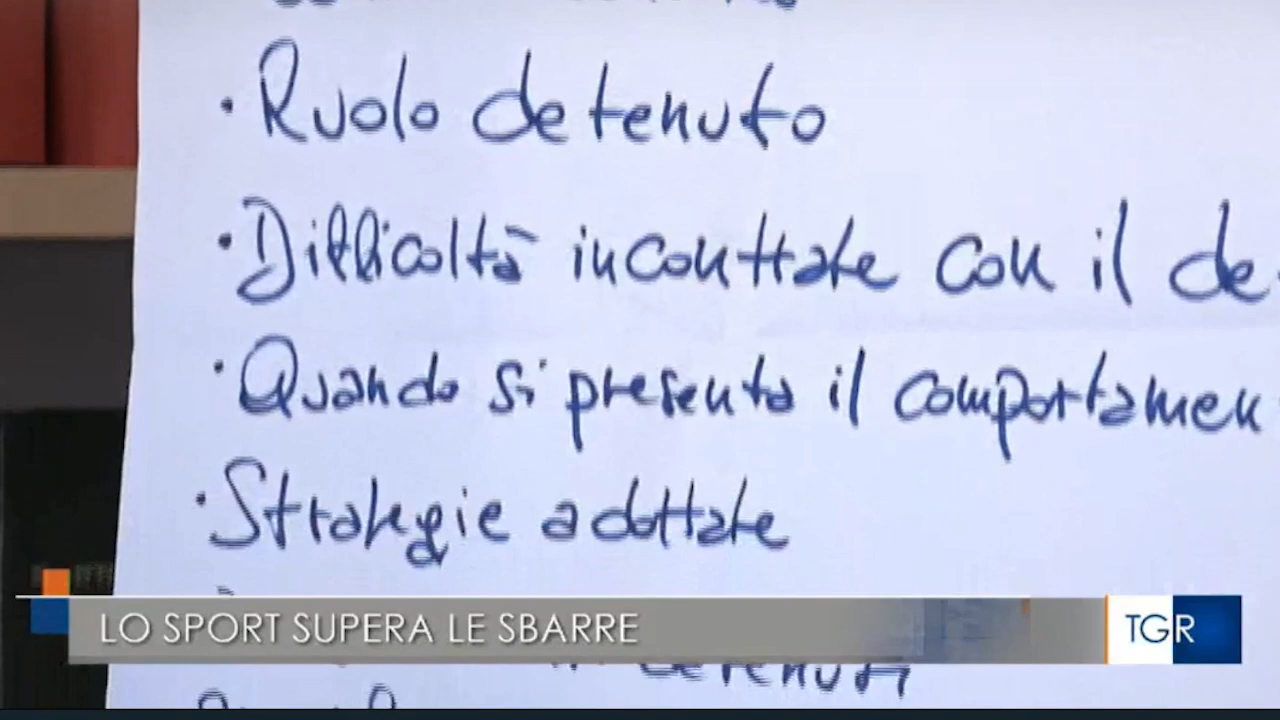 · Ruolo detenuto
· Difficoltà incontrate con il de
· Quando si presenta il comportamen
· Strategie adottate
LO SPORT SUPERA LE SBARRE
TGR
detenuti